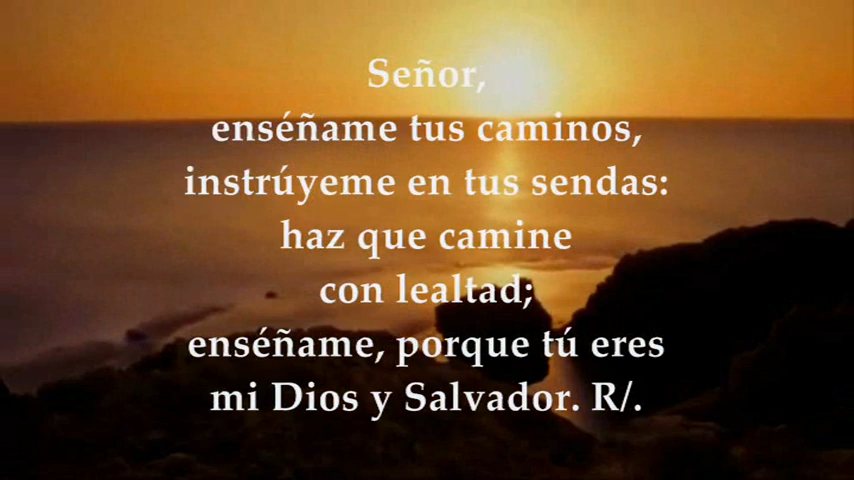 Señor,
enséñame tus caminos,
instrúyeme en tus sendas:
haz que camine
con lealtad;
enséñame, porque tú eres
mi Dios y Salvador. R/.